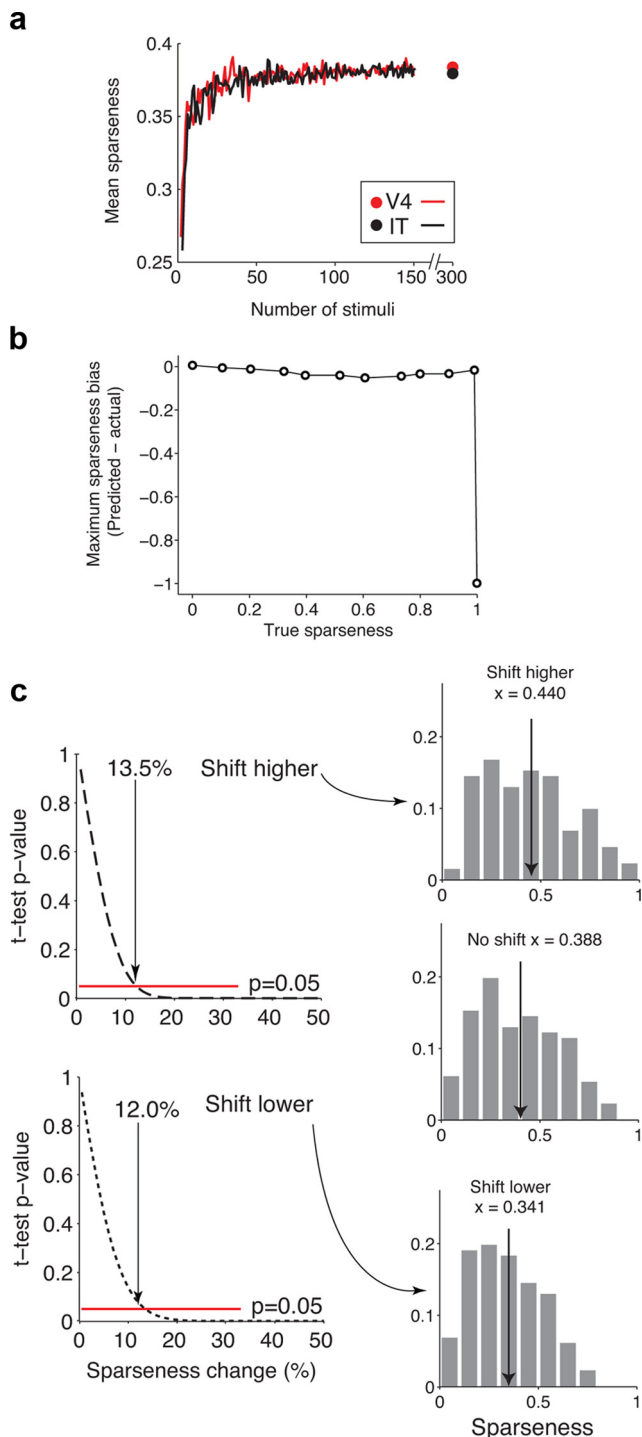 a
0.4
0.35
0.3
0.25
Mean sparseness
V4
IT
0 50 100 150 300
Number of stimuli
b
0
−0.2
−0.4
−0.6
−0.8
−1
Maximum sparseness bias
(Predicted − actual)
0 0.2 0.4 0.6 0.8 1
True sparseness
c
1
0.8
0.6
0.4
0.2
0
t−test p−value
13.5%
Shift higher
p=0.05
0 10 20 30 40 50
Shift higher
x = 0.440
0.2
0.1
0
0 0.5 1
No shift x = 0.388
0.2
0.1
0
0 0.5 1
1
0.8
0.6
0.4
0.2
0
t−test p−value
12.0%
Shift lower
p=0.05
0 10 20 30 40 50
Sparseness change (%)
Shift lower
x = 0.341
0.2
0.1
0
0 0.5 1
Sparseness